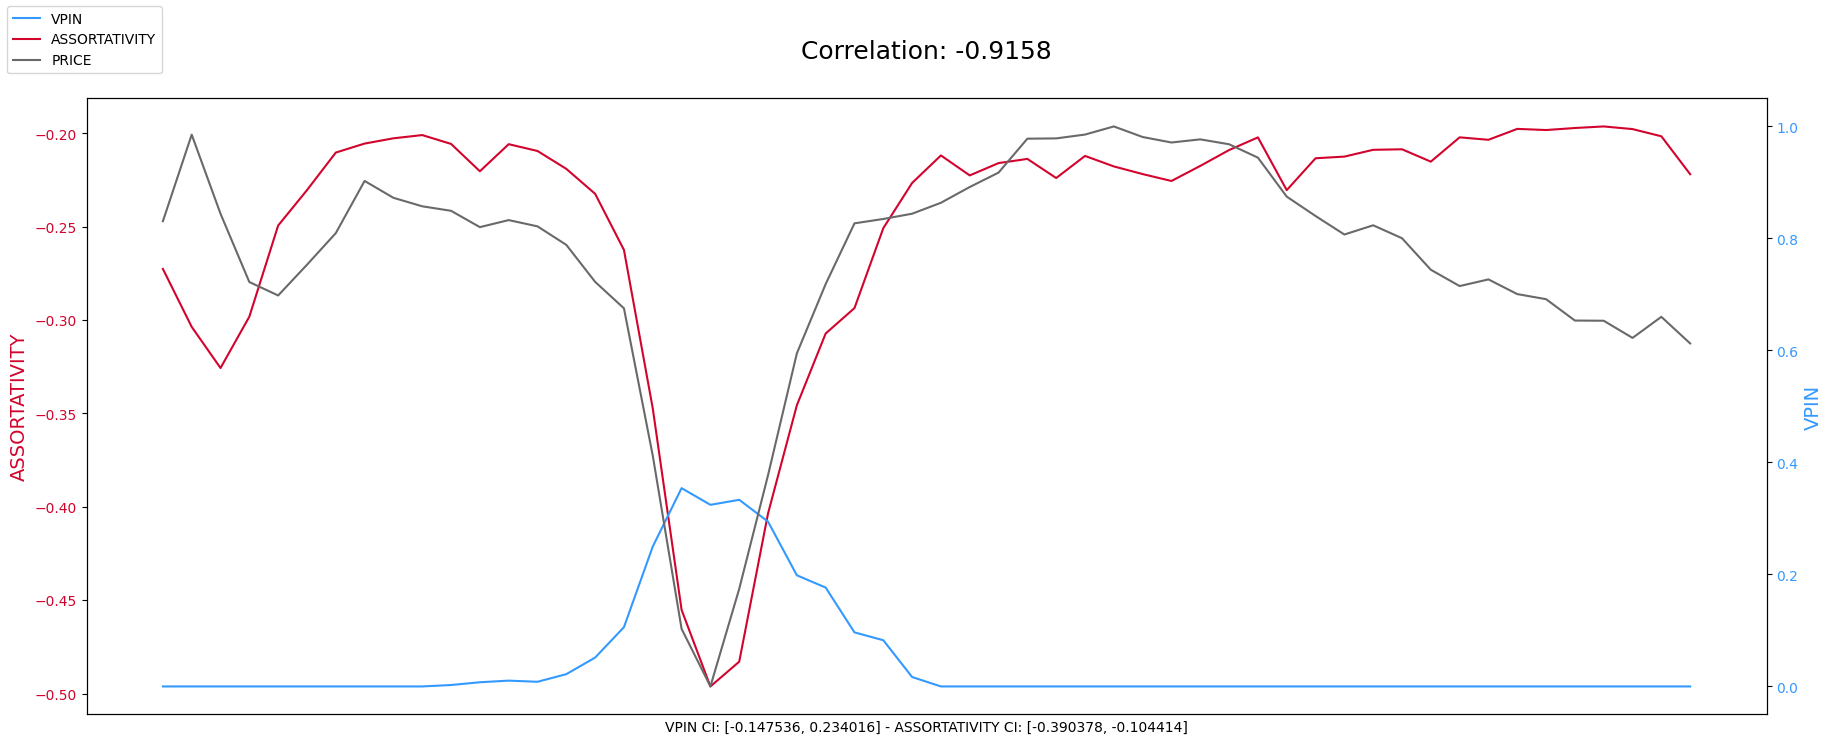 VPIN
ASSORTATIVITY
PRICE
Correlation: -0.9158
ASSORTATIVITY
−0.20
−0.25
−0.30
−0.35
−0.40
−0.45
−0.50
1.0
0.8
0.6
0.4
0.2
0.0
VPIN
VPIN CI: [-0.147536, 0.234016] - ASSORTATIVITY CI: [-0.390378, -0.104414]